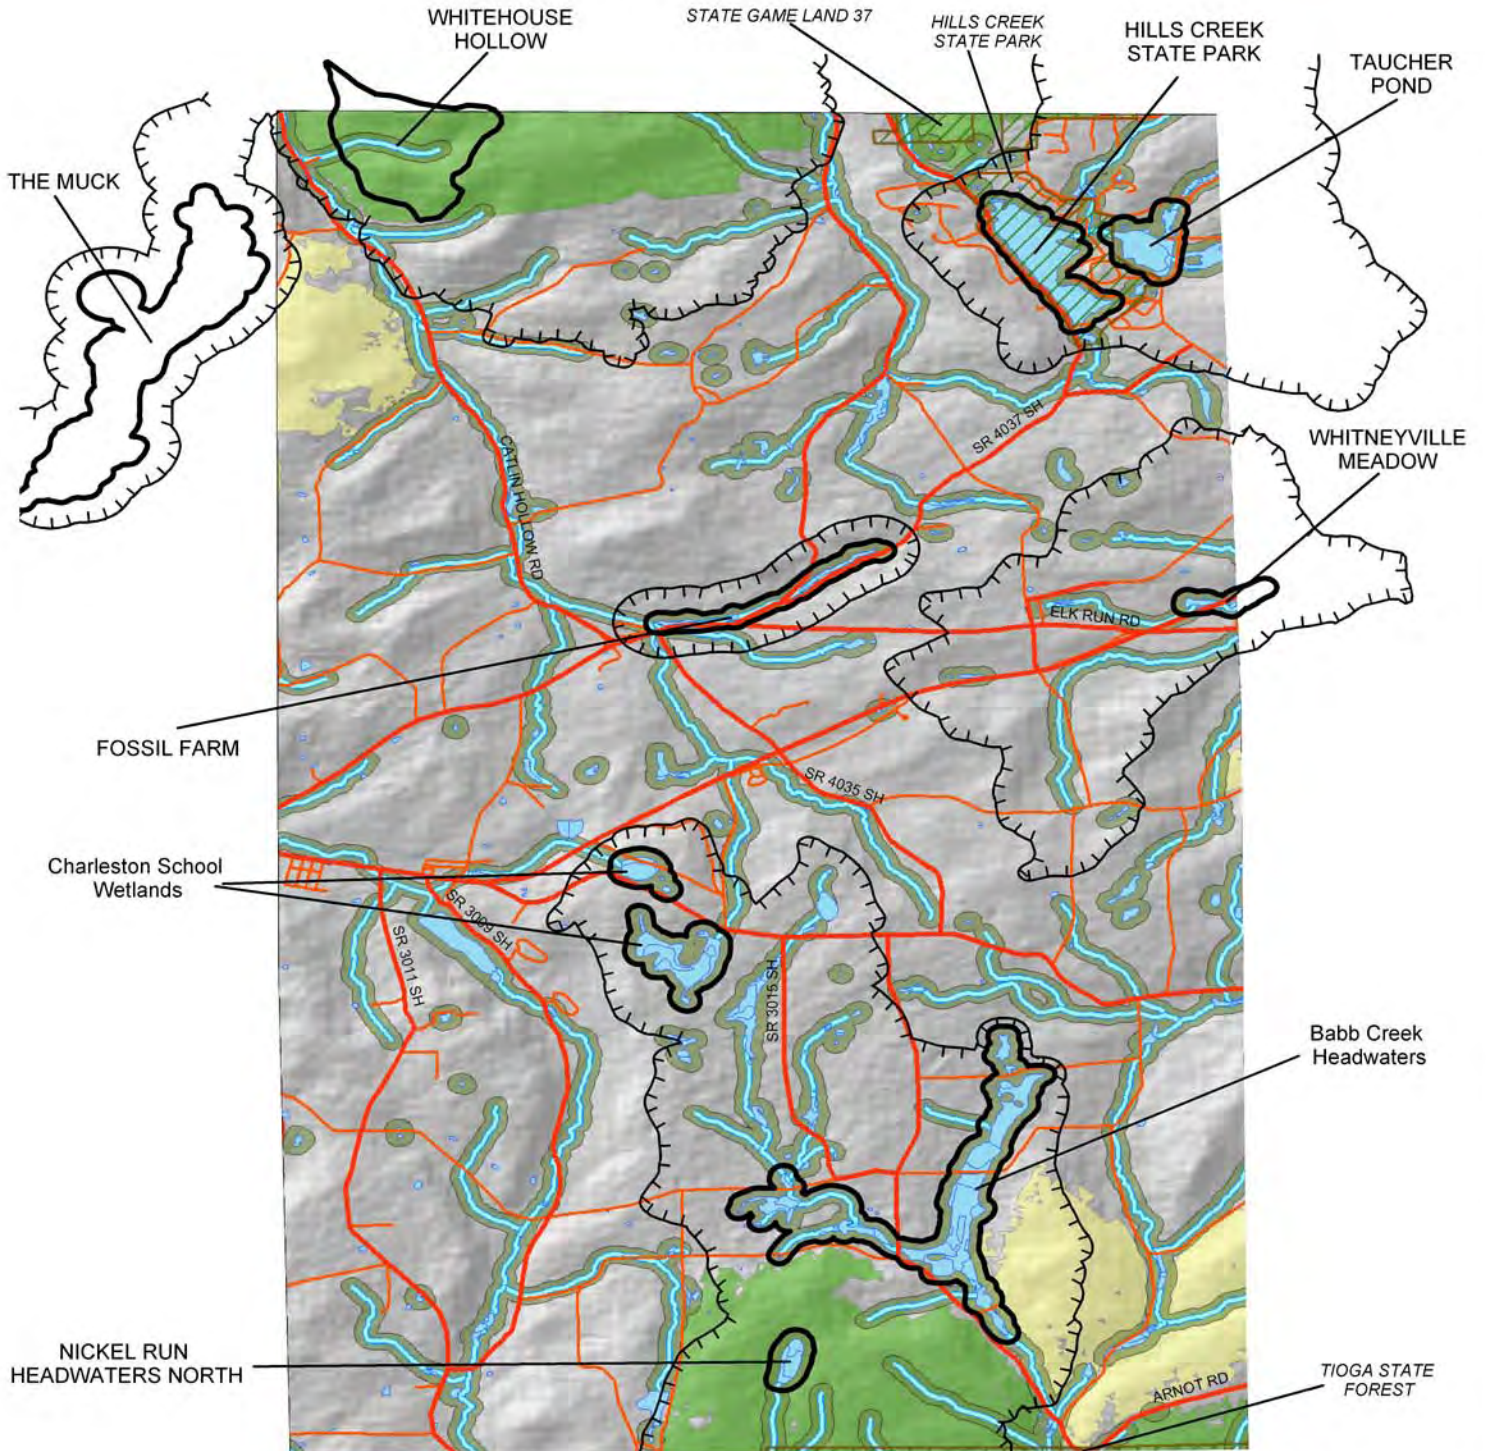 WHITEHOUSE
HOLLOW
STATE GAME LAND 37
HILLS CREEK
STATE PARK
HILLS CREEK
STATE PARK
TAUCHER
POND
THE MUCK
SR 4037 SH
WHITNEYVILLE
MEADOW
CATLIN HOLLOW RD
ELK RUN RD
FOSSIL FARM
SR 4035 SH
Charleston School
Wetlands
SR 3009 SH
SR 3011 SH
SR 3015 SH
Babb Creek
Headwaters
NICKEL RUN
HEADWATERS NORTH
ARNOT RD
TIOGA STATE
FOREST